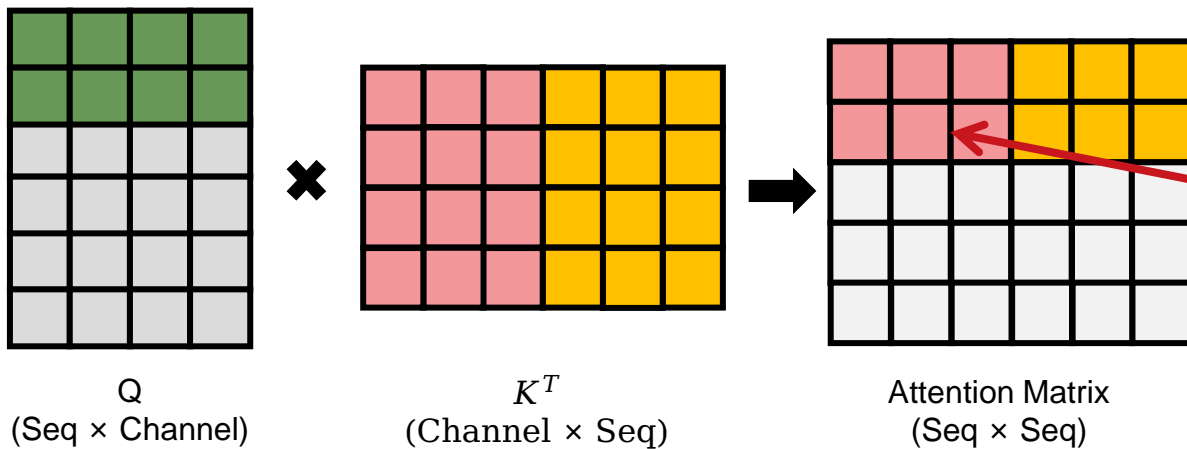 Q
(Seq × Channel)
K^T
(Channel × Seq)
Attention Matrix
(Seq × Seq)